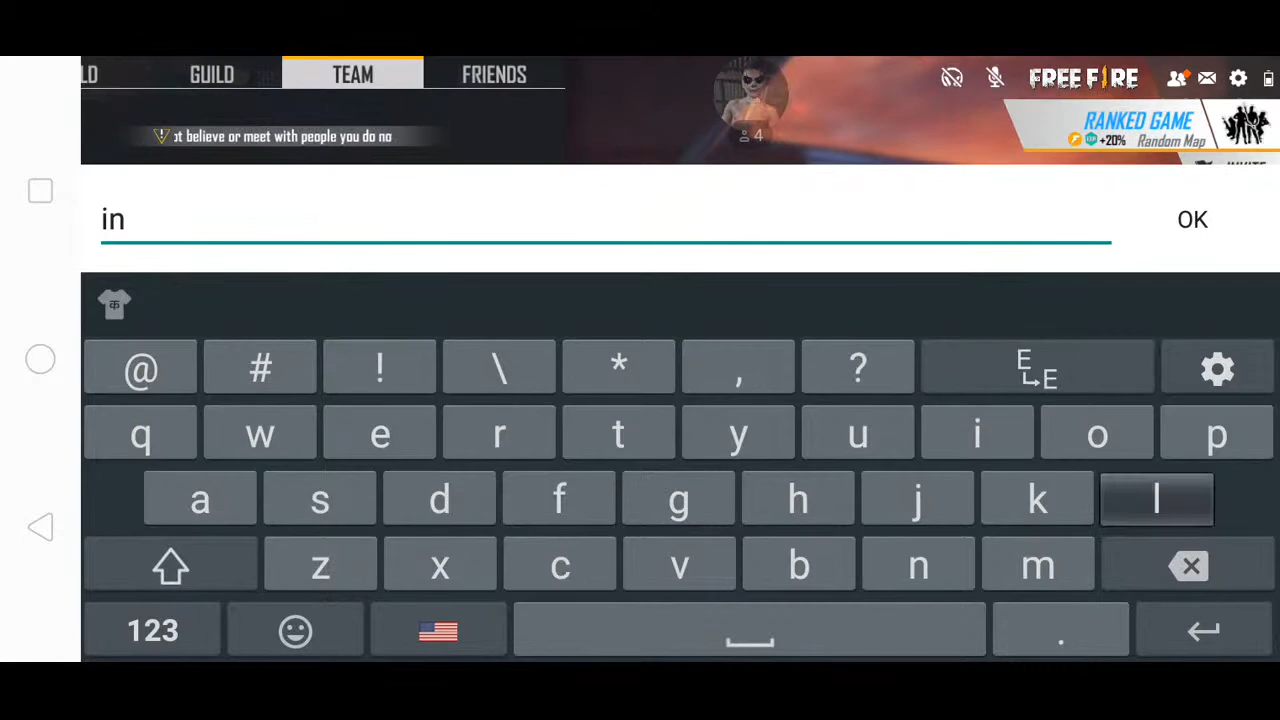 LD GUILD TEAM FRIENDS
FREE FIRE
ot believe or meet with people you do no
4
RANKED GAME
+20% Random Map
in
OK
क
@ # ! \ * , ? E E
q w e r t y u i o p
a s d f g h j k l
z x c v b n m
123 .